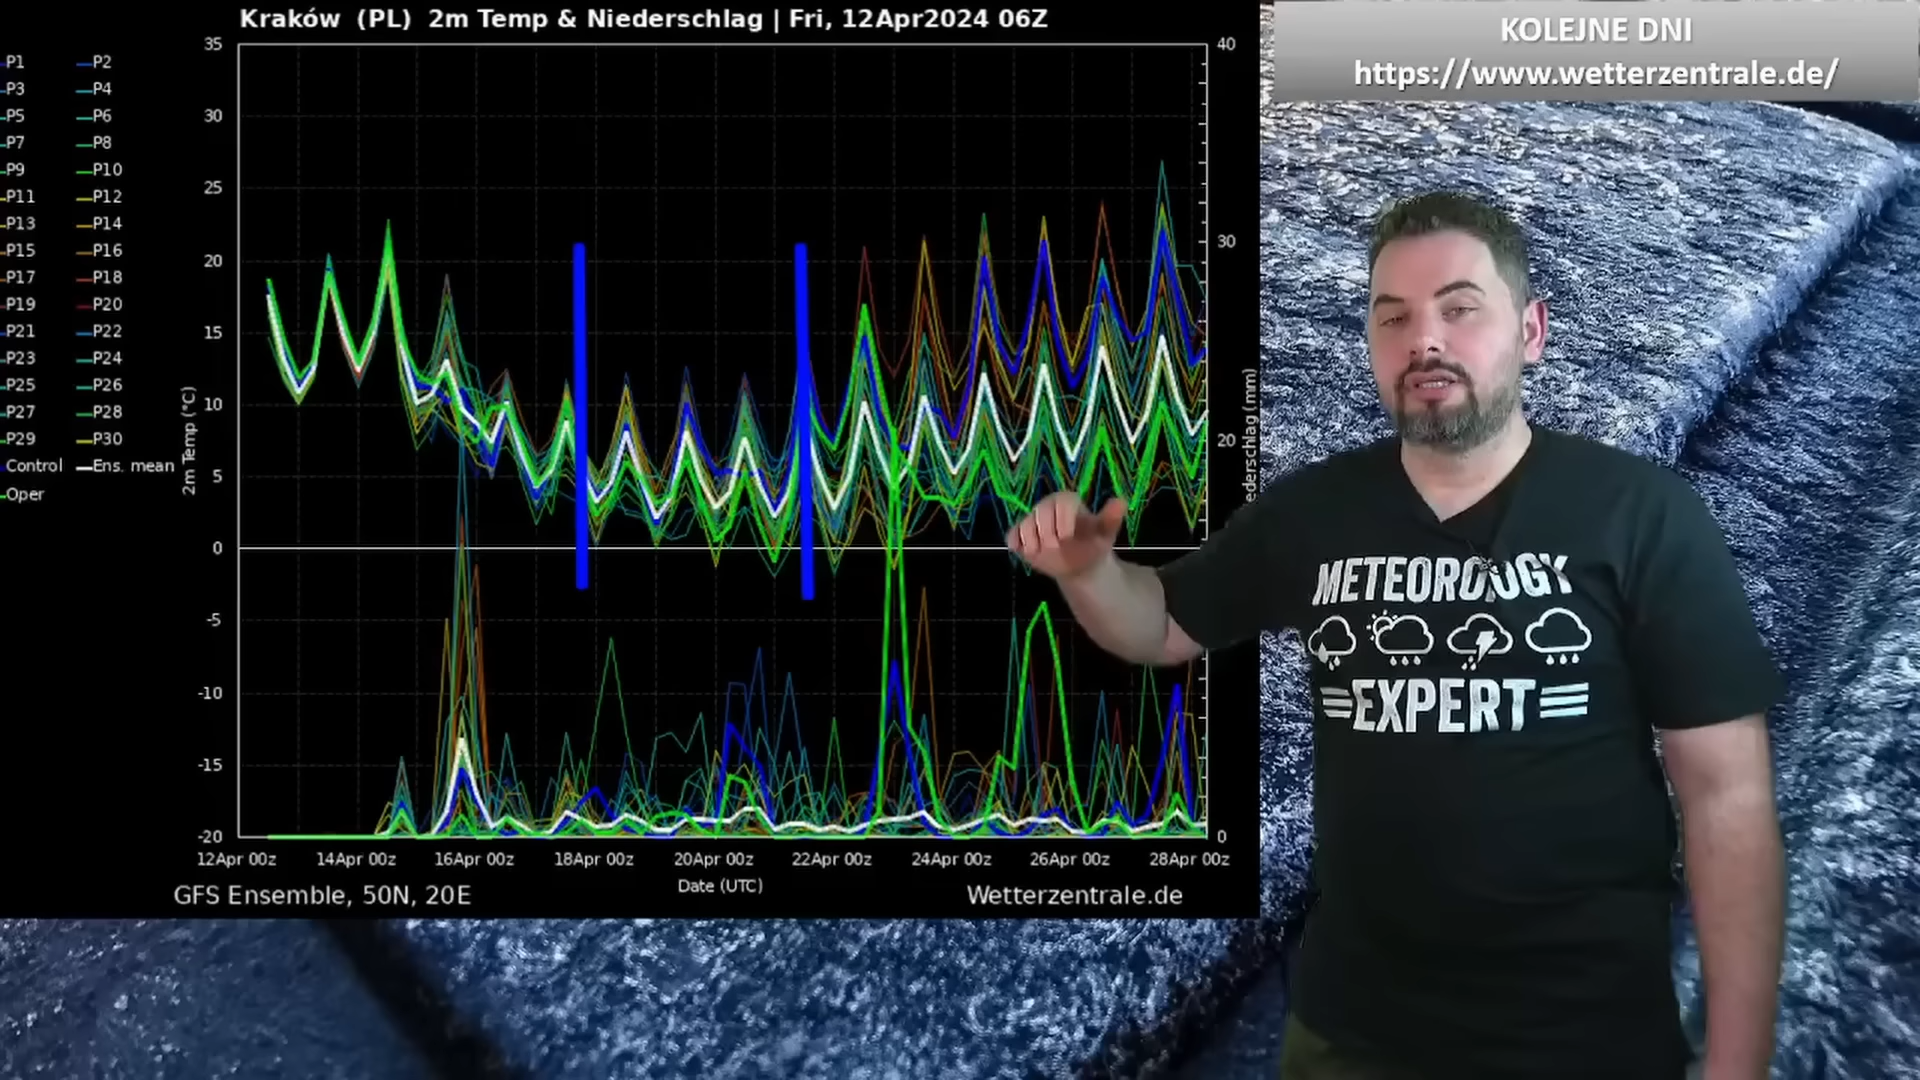 Kraków (PL) 2m Temp & Niederschlag | Fri, 12Apr2024 06Z
KOLEJNE DNI
https://www.wetterzentrale.de/
P1 P2
P3 P4
P5 P6
P7 P8
P9 P10
P11 P12
P13 P14
P15 P16
P17 P18
P19 P20
P21 P22
P23 P24
P25 P26
P27 P28
P29 P30
Control Ens. mean
Oper
2m Temp (°C)
35
30
25
20
15
10
5
0
-5
-10
-15
-20
40
30
20
0
ederschlag (mm)
12Apr 00z 14Apr 00z 16Apr 00z 18Apr 00z 20Apr 00z 22Apr 00z 24Apr 00z 26Apr 00z 28Apr 00z
Date (UTC)
GFS Ensemble, 50N, 20E
Wetterzentrale.de
METEOROLOGY
EXPERT